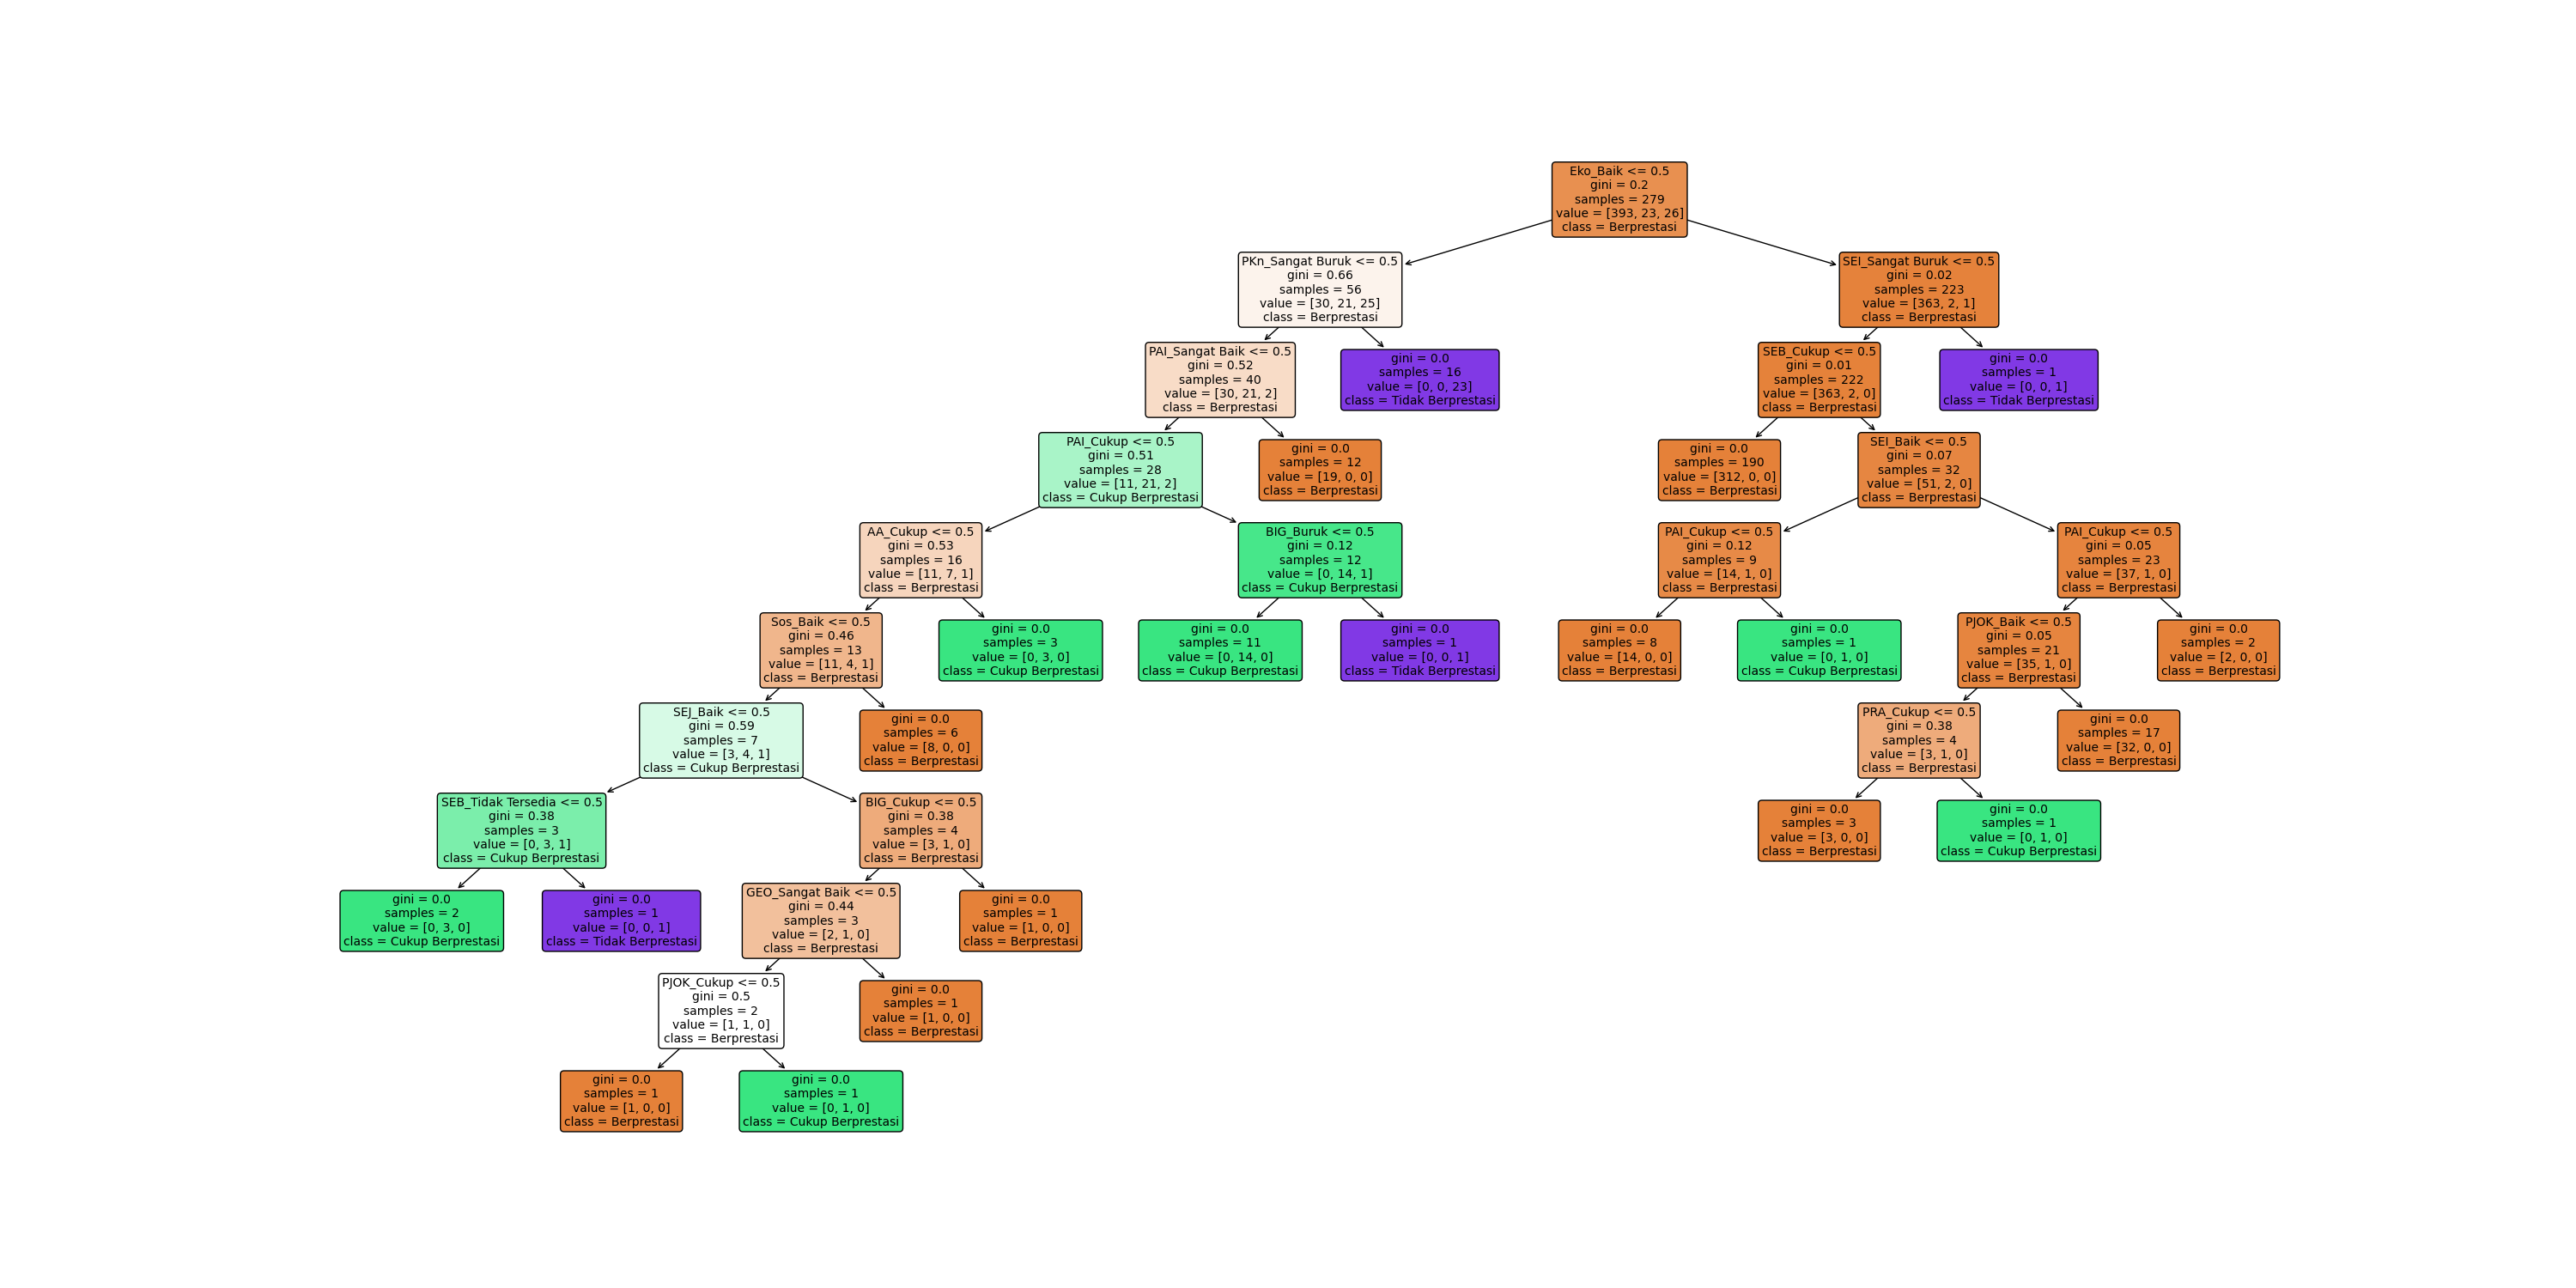 Eko_Baik <= 0.5
gini = 0.2
samples = 279
value = [393, 23, 26]
class = Berprestasi
PKn_Sangat Buruk <= 0.5
gini = 0.66
samples = 56
value = [30, 21, 25]
class = Berprestasi
SEI_Sangat Buruk <= 0.5
gini = 0.02
samples = 223
value = [363, 2, 1]
class = Berprestasi
PAI_Sangat Baik <= 0.5
gini = 0.52
samples = 40
value = [30, 21, 2]
class = Berprestasi
gini = 0.0
samples = 16
value = [0, 0, 23]
class = Tidak Berprestasi
SEB_Cukup <= 0.5
gini = 0.01
samples = 222
value = [363, 2, 0]
class = Berprestasi
gini = 0.0
samples = 1
value = [0, 0, 1]
class = Tidak Berprestasi
PAI_Cukup <= 0.5
gini = 0.51
samples = 28
value = [11, 21, 2]
class = Cukup Berprestasi
gini = 0.0
samples = 12
value = [19, 0, 0]
class = Berprestasi
gini = 0.0
samples = 190
value = [312, 0, 0]
class = Berprestasi
SEI_Baik <= 0.5
gini = 0.07
samples = 32
value = [51, 2, 0]
class = Berprestasi
AA_Cukup <= 0.5
gini = 0.53
samples = 16
value = [11, 7, 1]
class = Berprestasi
BIG_Buruk <= 0.5
gini = 0.12
samples = 12
value = [0, 14, 1]
class = Cukup Berprestasi
PAI_Cukup <= 0.5
gini = 0.12
samples = 9
value = [14, 1, 0]
class = Berprestasi
PAI_Cukup <= 0.5
gini = 0.05
samples = 23
value = [37, 1, 0]
class = Berprestasi
Sos_Baik <= 0.5
gini = 0.46
samples = 13
value = [11, 4, 1]
class = Berprestasi
gini = 0.0
samples = 3
value = [0, 3, 0]
class = Cukup Berprestasi
gini = 0.0
samples = 11
value = [0, 14, 0]
class = Cukup Berprestasi
gini = 0.0
samples = 1
value = [0, 0, 1]
class = Tidak Berprestasi
gini = 0.0
samples = 8
value = [14, 0, 0]
class = Berprestasi
gini = 0.0
samples = 1
value = [0, 1, 0]
class = Cukup Berprestasi
PJOK_Baik <= 0.5
gini = 0.05
samples = 21
value = [35, 1, 0]
class = Berprestasi
gini = 0.0
samples = 2
value = [2, 0, 0]
class = Berprestasi
SEJ_Baik <= 0.5
gini = 0.59
samples = 7
value = [3, 4, 1]
class = Cukup Berprestasi
gini = 0.0
samples = 6
value = [8, 0, 0]
class = Berprestasi
PRA_Cukup <= 0.5
gini = 0.38
samples = 4
value = [3, 1, 0]
class = Berprestasi
gini = 0.0
samples = 17
value = [32, 0, 0]
class = Berprestasi
SEB_Tidak Tersedia <= 0.5
gini = 0.38
samples = 3
value = [0, 3, 1]
class = Cukup Berprestasi
BIG_Cukup <= 0.5
gini = 0.38
samples = 4
value = [3, 1, 0]
class = Berprestasi
gini = 0.0
samples = 3
value = [3, 0, 0]
class = Berprestasi
gini = 0.0
samples = 1
value = [0, 1, 0]
class = Cukup Berprestasi
gini = 0.0
samples = 2
value = [0, 3, 0]
class = Cukup Berprestasi
gini = 0.0
samples = 1
value = [0, 0, 1]
class = Tidak Berprestasi
GEO_Sangat Baik <= 0.5
gini = 0.44
samples = 3
value = [2, 1, 0]
class = Berprestasi
gini = 0.0
samples = 1
value = [1, 0, 0]
class = Berprestasi
PJOK_Cukup <= 0.5
gini = 0.5
samples = 2
value = [1, 1, 0]
class = Berprestasi
gini = 0.0
samples = 1
value = [1, 0, 0]
class = Berprestasi
gini = 0.0
samples = 1
value = [1, 0, 0]
class = Berprestasi
gini = 0.0
samples = 1
value = [0, 1, 0]
class = Cukup Berprestasi